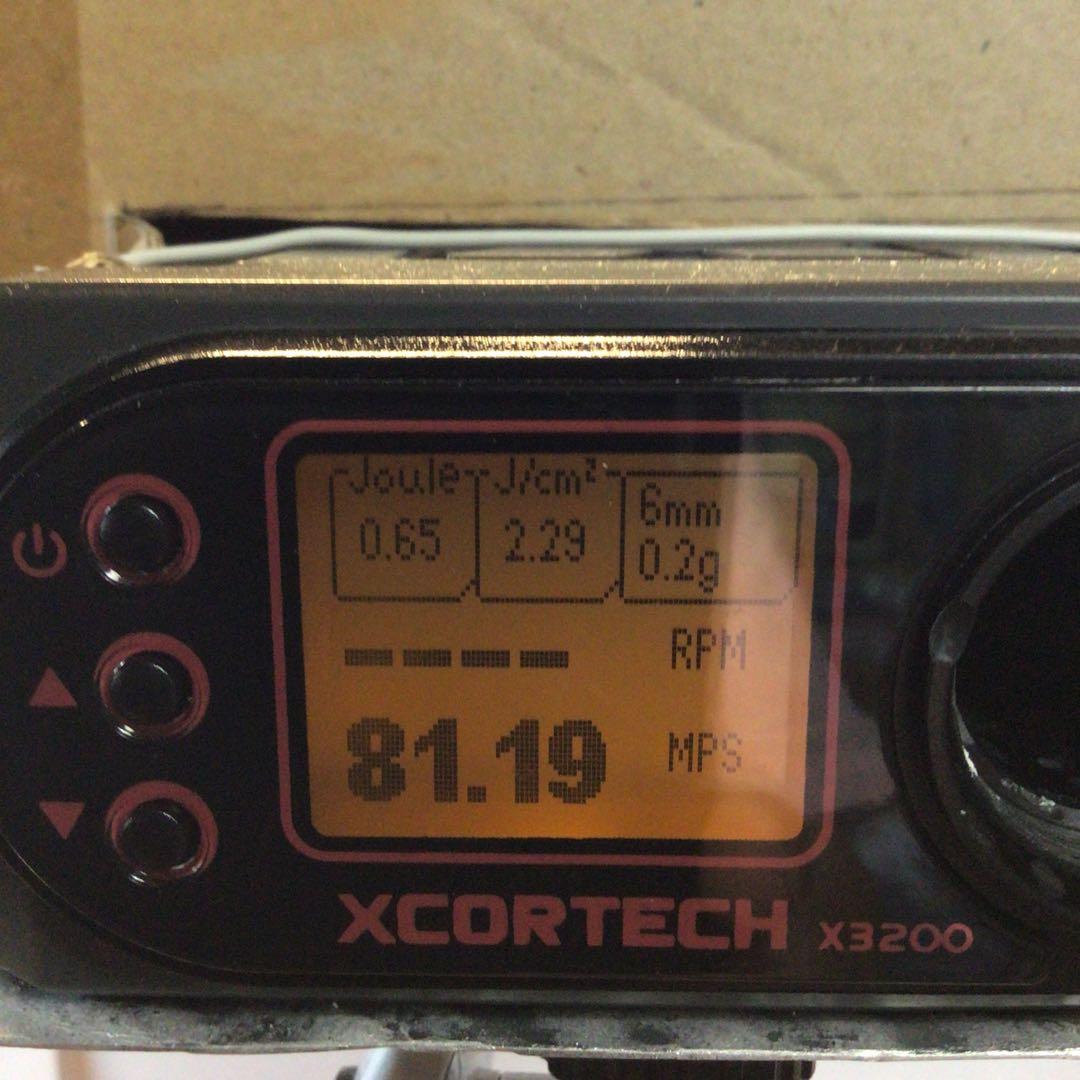 Joule J/cm²
0.65 2.29 6mm
0.2g
---- RPM
81.19 MPS
XCORTECH X3200